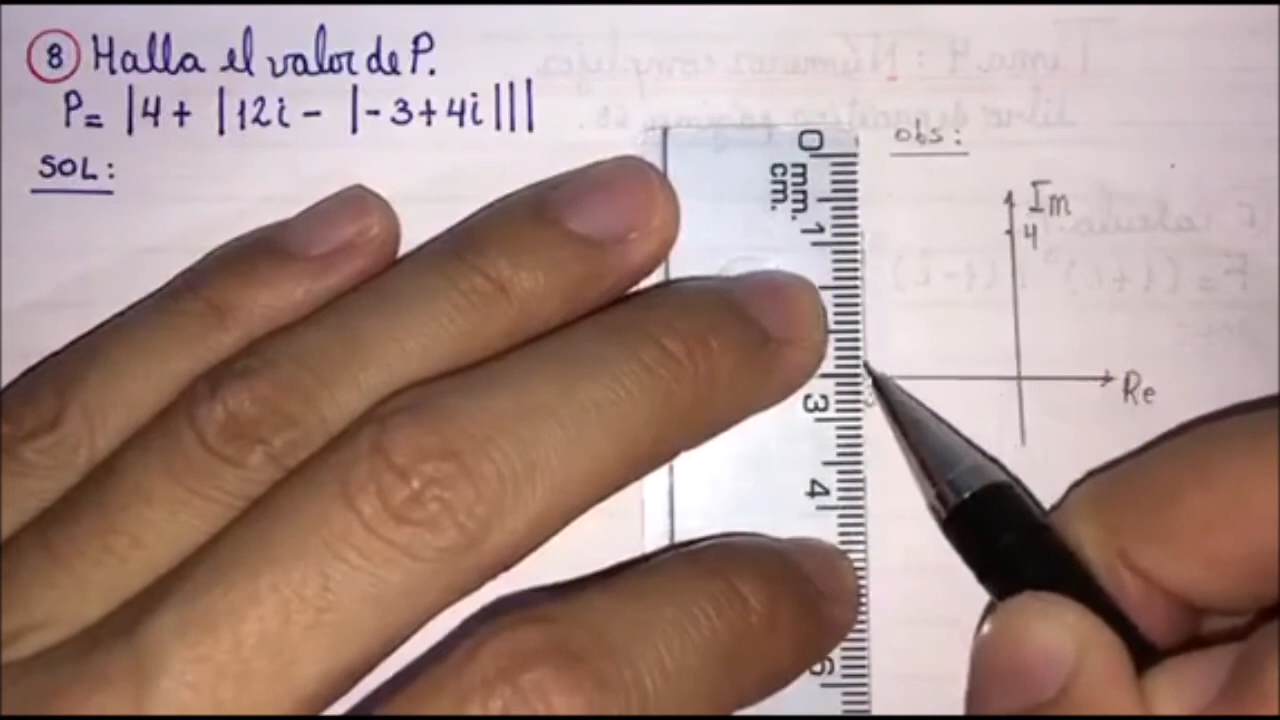 8 Halla el valor de P.
P= |4+ |12i - |-3+4i|||
SOL:
obs:
Im
4
Re
0 mm. 1 3 4 6
cm.